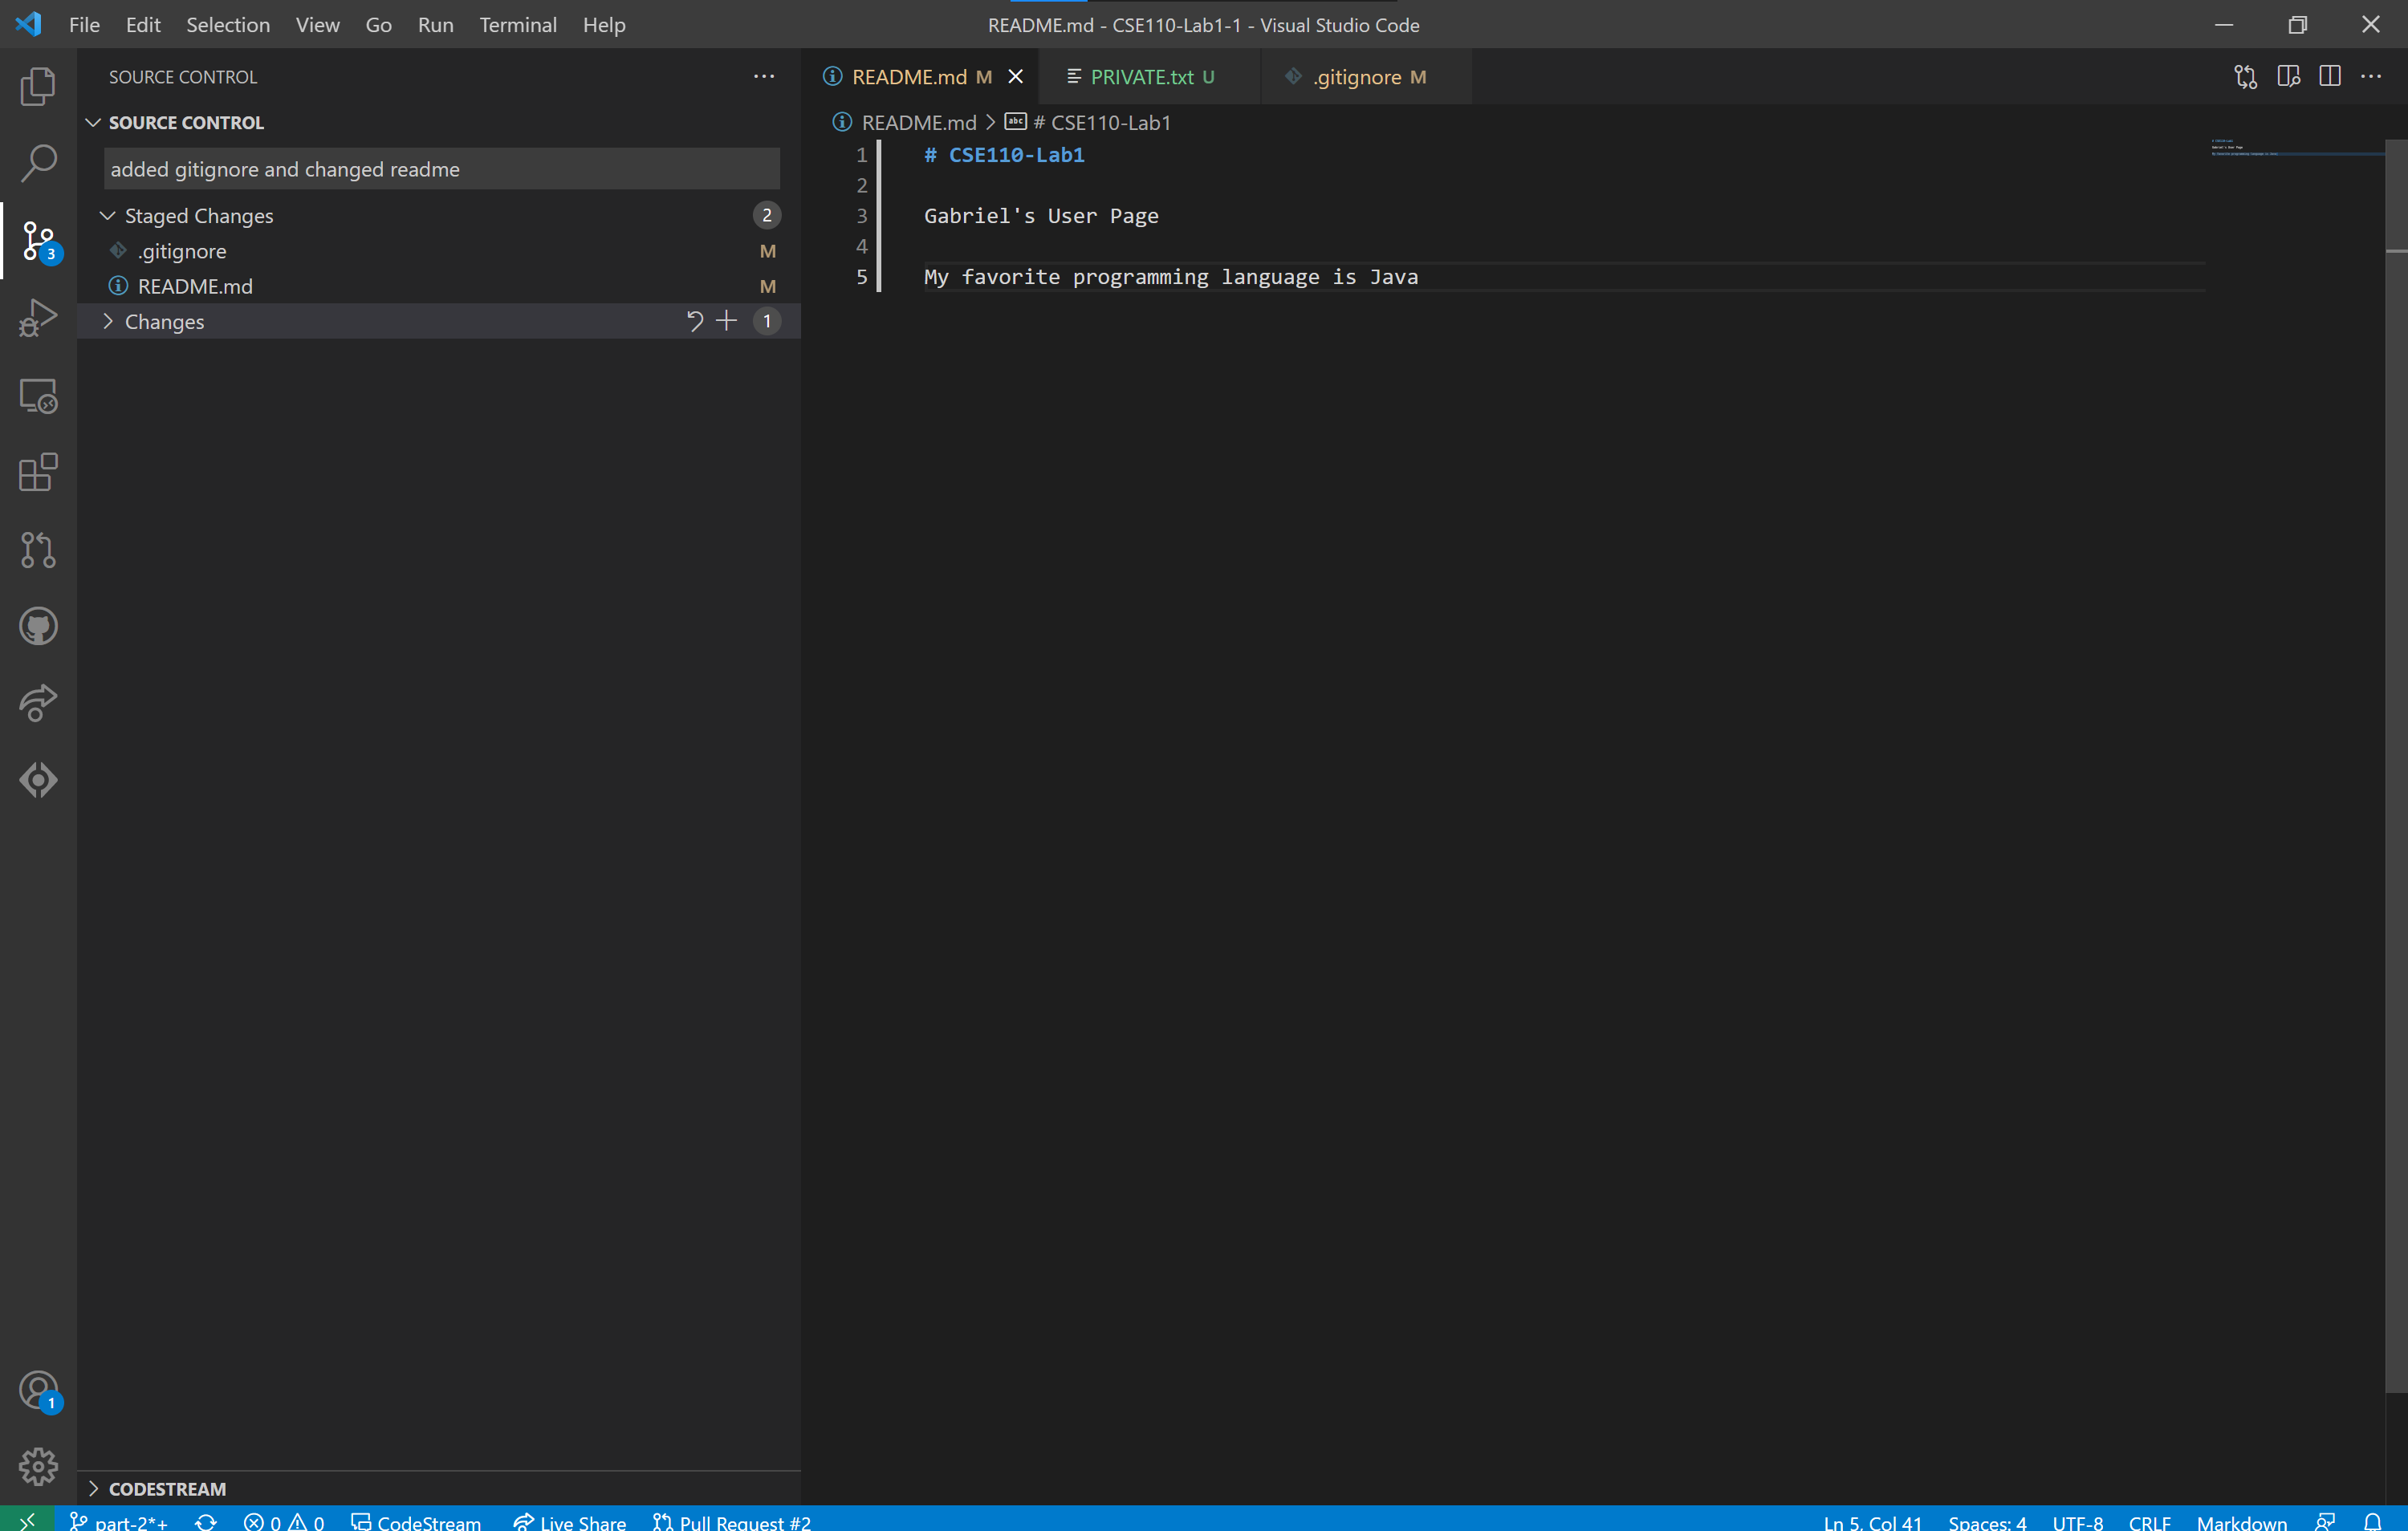 File Edit Selection View Go Run Terminal Help
README.md - CSE110-Lab1-1 - Visual Studio Code
SOURCE CONTROL
SOURCE CONTROL
added gitignore and changed readme
Staged Changes 2
.gitignore M
README.md M
Changes 1
3
1
CODESTREAM
README.md M
PRIVATE.txt U
.gitignore M
README.md > # CSE110-Lab1
1 # CSE110-Lab1
2
3 Gabriel's User Page
4
5 My favorite programming language is Java
part-2*+ 0 0 CodeStream Live Share Pull Request #2
Ln 5, Col 41 Spaces: 4 UTF-8 CRLF Markdown